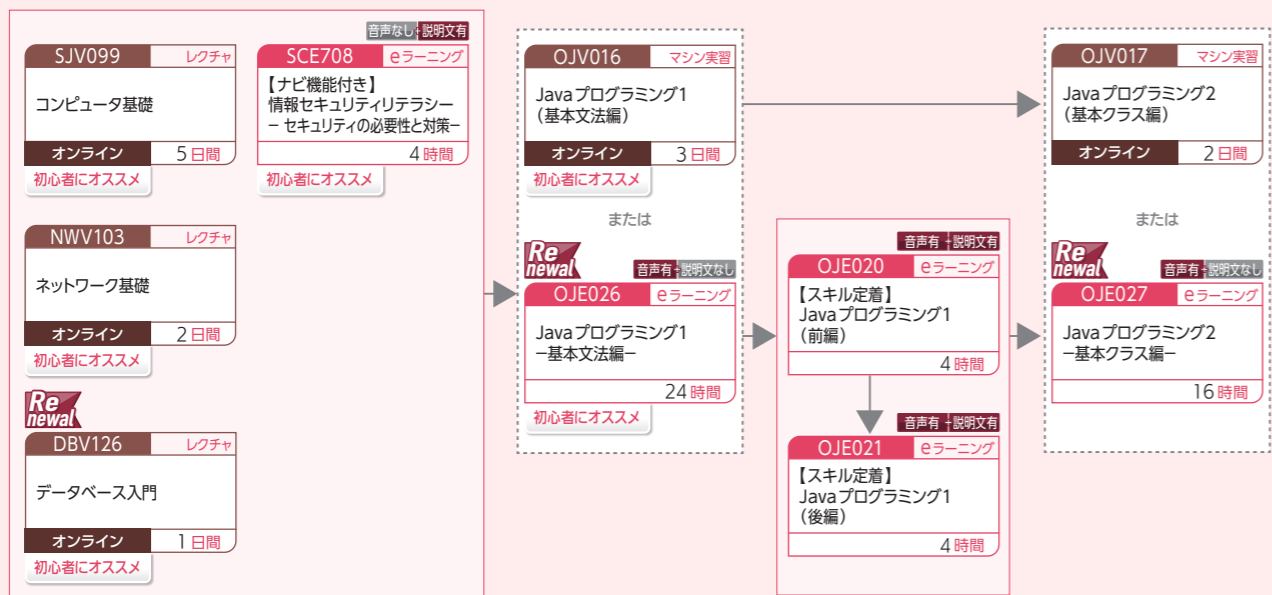 SJV099 レクチャ
コンピュータ基礎
オンライン 5日間
初心者にオススメ
音声なし+説明文有
SCE708 eラーニング
【ナビ機能付き】
情報セキュリティリテラシー
− セキュリティの必要性と対策−
4時間
初心者にオススメ
NWV103 レクチャ
ネットワーク基礎
オンライン 2日間
初心者にオススメ
Re
newal
DBV126 レクチャ
データベース入門
オンライン 1日間
初心者にオススメ
OJV016 マシン実習
Javaプログラミング1
(基本文法編)
オンライン 3日間
初心者にオススメ
または
Re
newal
音声有+説明文なし
OJE026 eラーニング
Javaプログラミング1
−基本文法編−
24時間
初心者にオススメ
音声有+説明文有
OJE020 eラーニング
【スキル定着】
Javaプログラミング1
(前編)
4時間
音声有+説明文有
OJE021 eラーニング
【スキル定着】
Javaプログラミング1
(後編)
4時間
OJV017 マシン実習
Javaプログラミング2
(基本クラス編)
オンライン 2日間
または
Re
newal
音声有+説明文なし
OJE027 eラーニング
Javaプログラミング2
−基本クラス編−
16時間